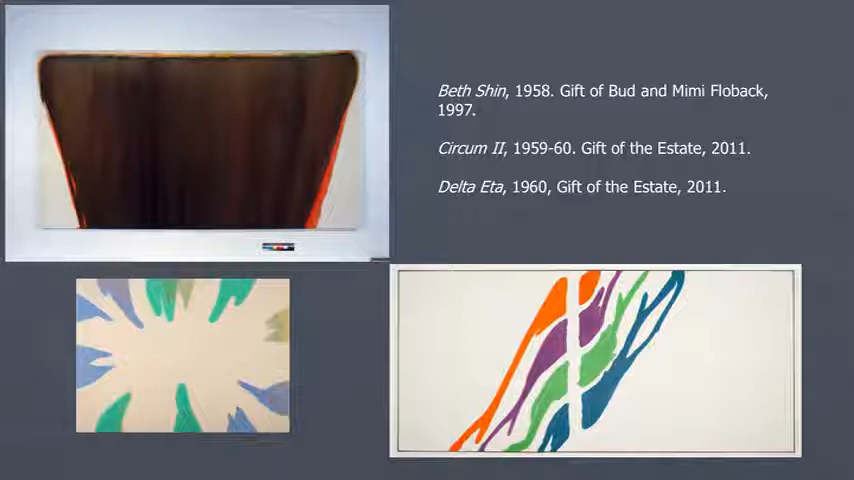 Beth Shin, 1958. Gift of Bud and Mimi Floback,
1997.
Circum II, 1959-60. Gift of the Estate, 2011.
Delta Eta, 1960, Gift of the Estate, 2011.